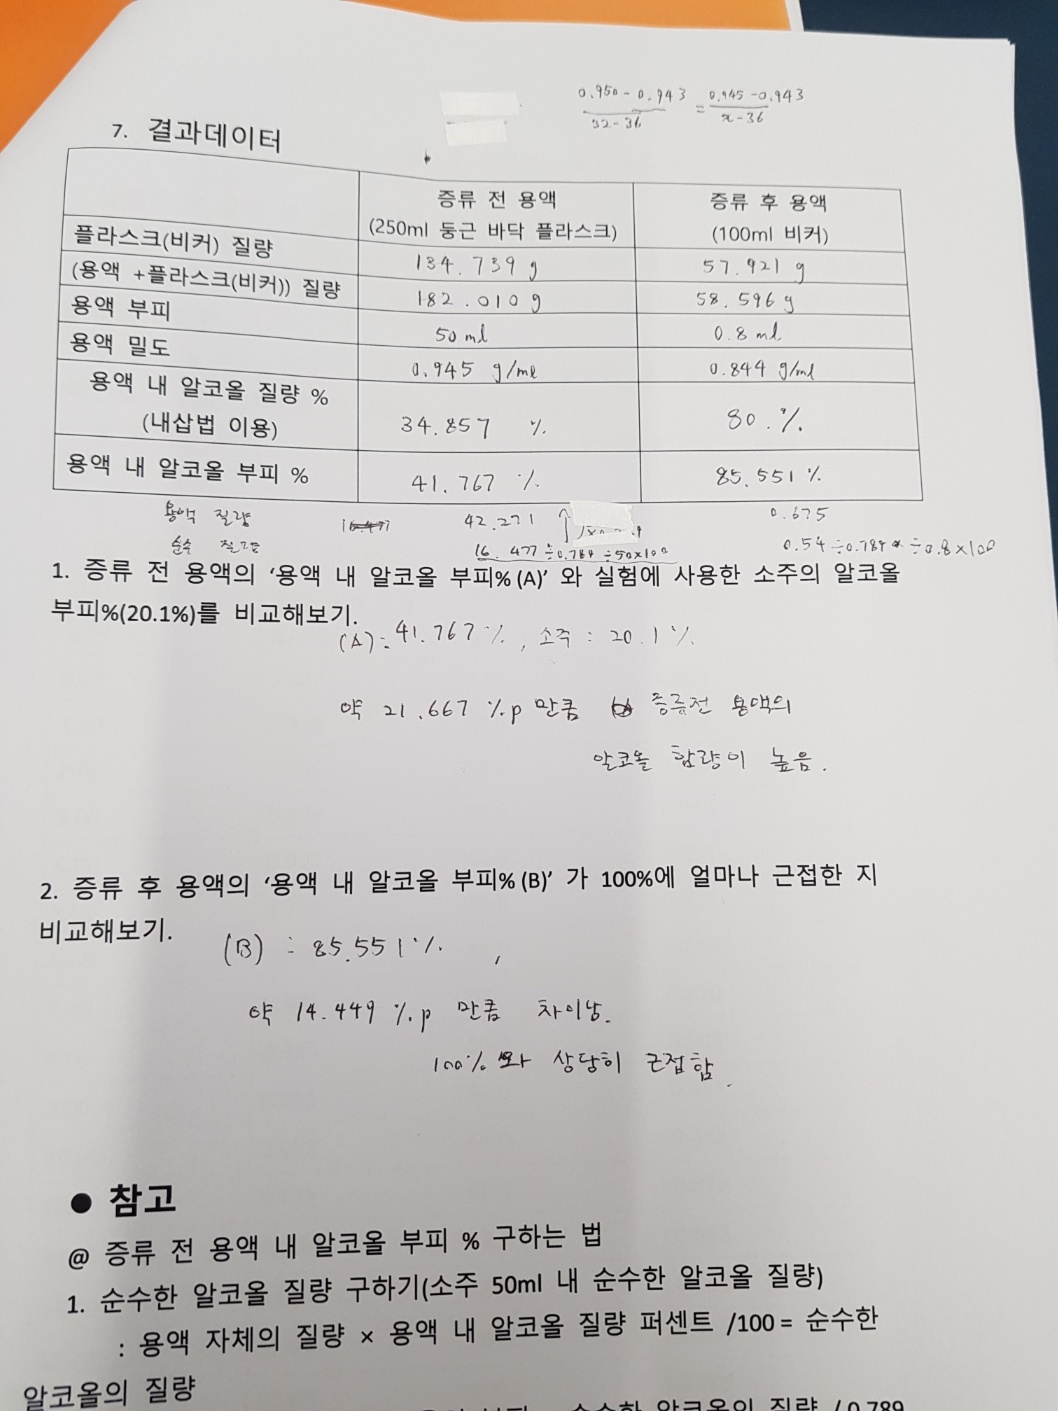 0.950 - 0.943 = 0.945 - 0.943
32-36 x-36
7. 결과데이터
증류 전 용액 증류 후 용액
(250ml 둥근 바닥 플라스크) (100ml 비커)
플라스크(비커) 질량 134.739 g 57.921 g
(용액 +플라스크(비커)) 질량 182.010 g 58.596 g
용액 부피 50 ml 0.8 ml
용액 밀도 0.945 g/ml 0.844 g/ml
용액 내 알코올 질량 % 34.857 % 80.%
(내삽법 이용)
용액 내 알코올 부피 % 41.767 % 85.551 %
용액 질량 42.271 0.675
순수 질량 16.477÷0.789÷50×100 0.54÷0.789÷0.8×100
1. 증류 전 용액의 ‘용액 내 알코올 부피% (A)’ 와 실험에 사용한 소주의 알코올
부피%(20.1%)를 비교해보기.
(A): 41.767 %, 소주 : 20.1 %
약 21.667 %p 만큼 증류전 용액의
알코올 함량이 높음.
2. 증류 후 용액의 ‘용액 내 알코올 부피% (B)’ 가 100%에 얼마나 근접한 지
비교해보기.
(B) : 85.551 %,
약 14.449 %p 만큼 차이남.
100% 와 상당히 근접함.
● 참고
@ 증류 전 용액 내 알코올 부피 % 구하는 법
1. 순수한 알코올 질량 구하기(소주 50ml 내 순수한 알코올 질량)
: 용액 자체의 질량 × 용액 내 알코올 질량 퍼센트 /100 = 순수한
알코올의 질량
순수한 알코올의 질량 / 0.789